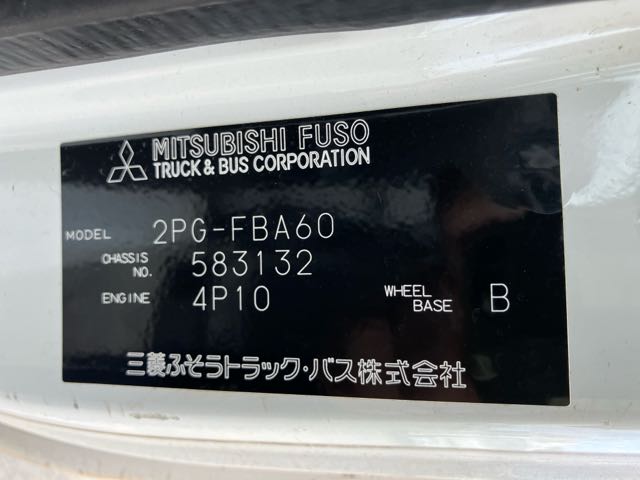 MITSUBISHI FUSO
TRUCK & BUS CORPORATION
MODEL 2PG-FBA60
CHASSIS NO. 583132
ENGINE 4P10 WHEEL BASE B
三菱ふそうトラック・バス株式会社